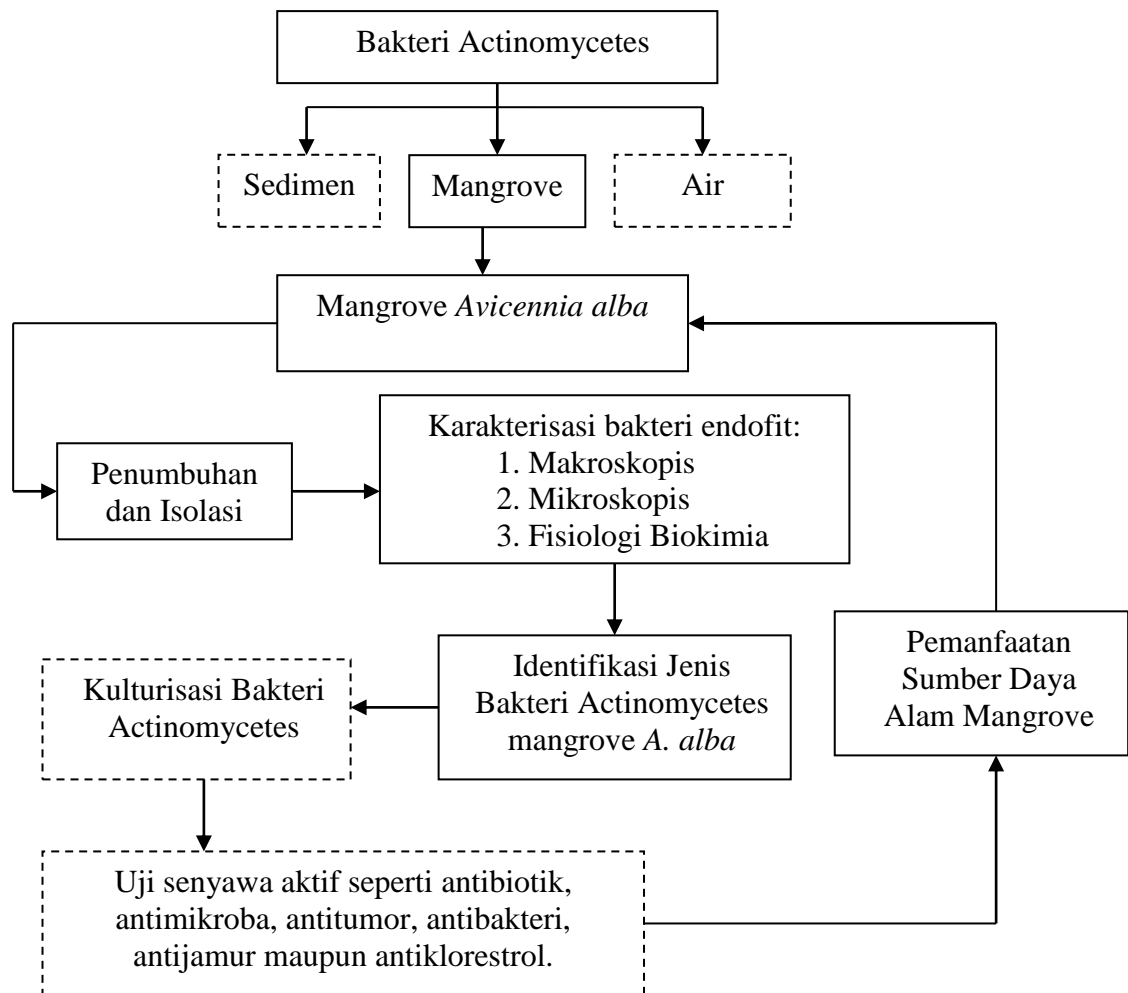 Bakteri Actinomycetes
Sedimen
Mangrove
Air
Mangrove Avicennia alba
Penumbuhan
dan Isolasi
Karakterisasi bakteri endofit:
1. Makroskopis
2. Mikroskopis
3. Fisiologi Biokimia
Identifikasi Jenis
Bakteri Actinomycetes
mangrove A. alba
Kulturisasi Bakteri
Actinomycetes
Pemanfaatan
Sumber Daya
Alam Mangrove
Uji senyawa aktif seperti antibiotik,
antimikroba, antitumor, antibakteri,
antijamur maupun antiklorestrol.